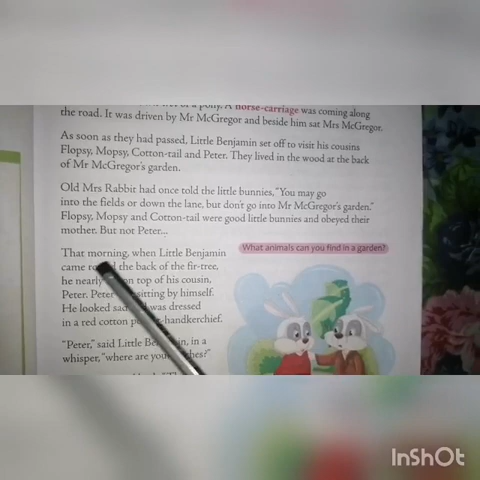 of a pony. A horse-carriage was coming along
the road. It was driven by Mr McGregor and beside him sat Mrs McGregor.
As soon as they had passed, Little Benjamin set off to visit his cousins
Flopsy, Mopsy, Cotton-tail and Peter. They lived in the wood at the back
of Mr McGregor's garden.
Old Mrs Rabbit had once told the little bunnies, "You may go
into the fields or down the lane, but don't go into Mr McGregor's garden."
Flopsy, Mopsy and Cotton-tail were good little bunnies and obeyed their
mother. But not Peter...
That morning, when Little Benjamin
What animals can you find in a garden?
came the back of the fir-tree,
he nearly on top of his cousin,
Peter. Peter sitting by himself.
He looked sad was dressed
in a red cotton handkerchief.
"Peter," said Little in a
whisper, "where are
InShOt